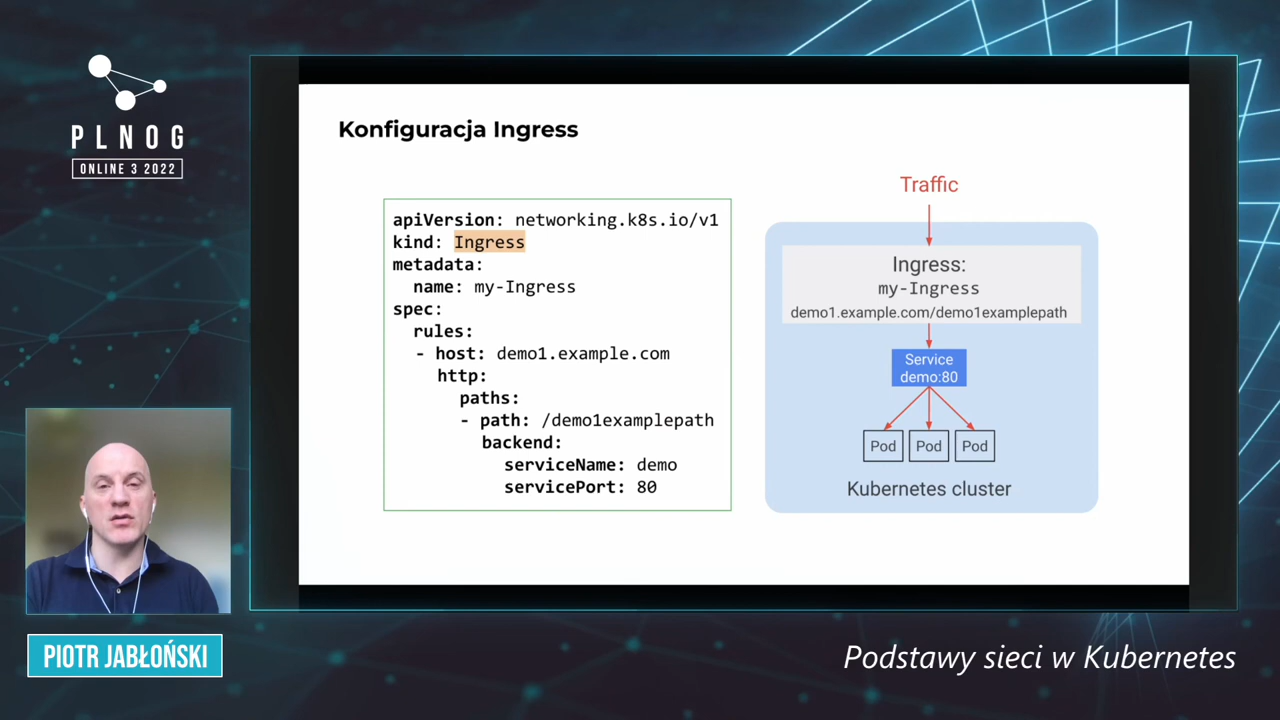 PLNOG
ONLINE 3 2022
Konfiguracja Ingress
apiVersion: networking.k8s.io/v1
kind: Ingress
metadata:
name: my-Ingress
spec:
rules:
- host: demo1.example.com
http:
paths:
- path: /demo1examplepath
backend:
serviceName: demo
servicePort: 80
Traffic
Ingress:
my-Ingress
demo1.example.com/demo1examplepath
Service
demo:80
Pod Pod Pod
Kubernetes cluster
PIOTR JABŁOŃSKI
Podstawy sieci w Kubernetes